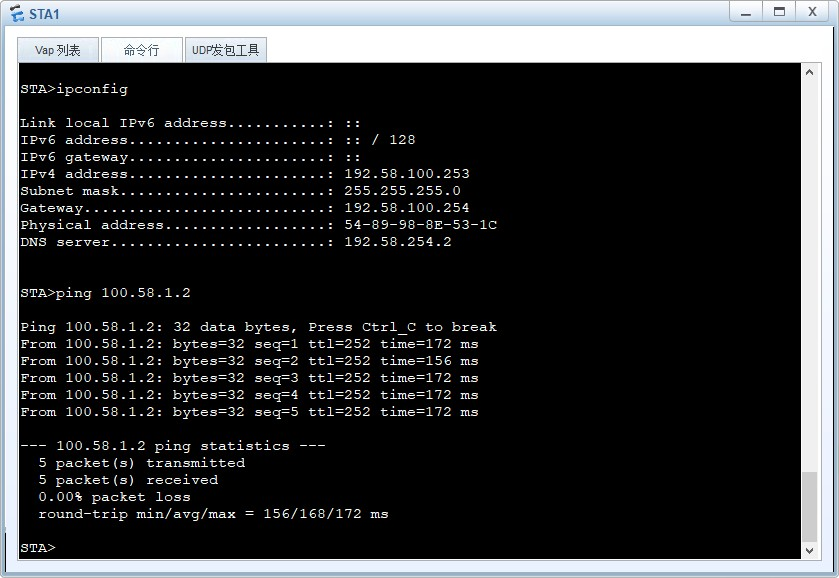 STA1
Vap 列表
命令行
UDP发包工具
STA>ipconfig
Link local IPv6 address...........: ::
IPv6 address......................: :: / 128
IPv6 gateway......................: ::
IPv4 address......................: 192.58.100.253
Subnet mask.......................: 255.255.255.0
Gateway...........................: 192.58.100.254
Physical address..................: 54-89-98-8E-53-1C
DNS server........................: 192.58.254.2
STA>ping 100.58.1.2
Ping 100.58.1.2: 32 data bytes, Press Ctrl_C to break
From 100.58.1.2: bytes=32 seq=1 ttl=252 time=172 ms
From 100.58.1.2: bytes=32 seq=2 ttl=252 time=156 ms
From 100.58.1.2: bytes=32 seq=3 ttl=252 time=172 ms
From 100.58.1.2: bytes=32 seq=4 ttl=252 time=172 ms
From 100.58.1.2: bytes=32 seq=5 ttl=252 time=172 ms
--- 100.58.1.2 ping statistics ---
5 packet(s) transmitted
5 packet(s) received
0.00% packet loss
round-trip min/avg/max = 156/168/172 ms
STA>